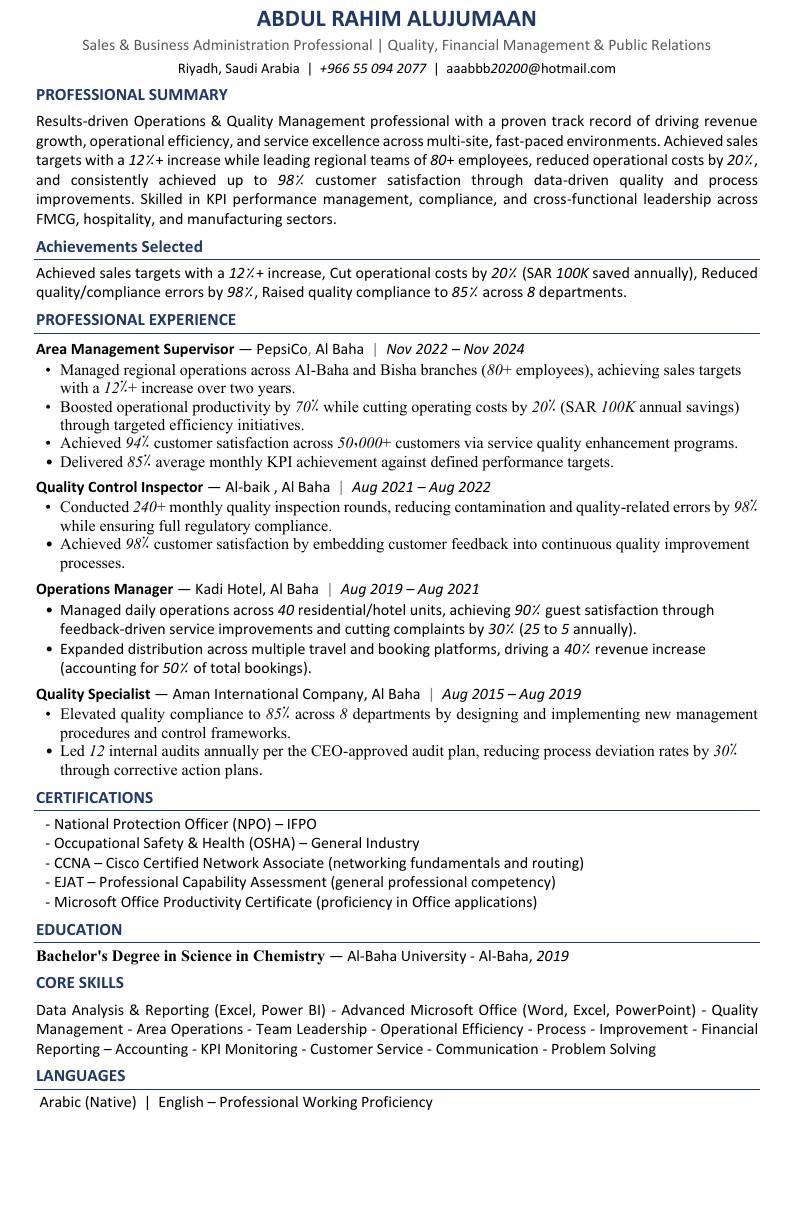 ABDUL RAHIM ALUJUMAAN
Sales & Business Administration Professional | Quality, Financial Management & Public Relations
Riyadh, Saudi Arabia | +966 55 094 2077 | aaabbb20200@hotmail.com
PROFESSIONAL SUMMARY
Results-driven Operations & Quality Management professional with a proven track record of driving revenue
growth, operational efficiency, and service excellence across multi-site, fast-paced environments. Achieved sales
targets with a 12٪+ increase while leading regional teams of 80+ employees, reduced operational costs by 20٪,
and consistently achieved up to 98٪ customer satisfaction through data-driven quality and process
improvements. Skilled in KPI performance management, compliance, and cross-functional leadership across
FMCG, hospitality, and manufacturing sectors.
Achievements Selected
Achieved sales targets with a 12٪+ increase, Cut operational costs by 20٪ (SAR 100K saved annually), Reduced
quality/compliance errors by 98٪, Raised quality compliance to 85٪ across 8 departments.
PROFESSIONAL EXPERIENCE
Area Management Supervisor — PepsiCo, Al Baha | Nov 2022 – Nov 2024
• Managed regional operations across Al-Baha and Bisha branches (80+ employees), achieving sales targets
with a 12٪+ increase over two years.
• Boosted operational productivity by 70٪ while cutting operating costs by 20٪ (SAR 100K annual savings)
through targeted efficiency initiatives.
• Achieved 94٪ customer satisfaction across 50,000+ customers via service quality enhancement programs.
• Delivered 85٪ average monthly KPI achievement against defined performance targets.
Quality Control Inspector — Al-baik , Al Baha | Aug 2021 – Aug 2022
• Conducted 240+ monthly quality inspection rounds, reducing contamination and quality-related errors by 98٪
while ensuring full regulatory compliance.
• Achieved 98٪ customer satisfaction by embedding customer feedback into continuous quality improvement
processes.
Operations Manager — Kadi Hotel, Al Baha | Aug 2019 – Aug 2021
• Managed daily operations across 40 residential/hotel units, achieving 90٪ guest satisfaction through
feedback-driven service improvements and cutting complaints by 30٪ (25 to 5 annually).
• Expanded distribution across multiple travel and booking platforms, driving a 40٪ revenue increase
(accounting for 50٪ of total bookings).
Quality Specialist — Aman International Company, Al Baha | Aug 2015 – Aug 2019
• Elevated quality compliance to 85٪ across 8 departments by designing and implementing new management
procedures and control frameworks.
• Led 12 internal audits annually per the CEO-approved audit plan, reducing process deviation rates by 30٪
through corrective action plans.
CERTIFICATIONS
- National Protection Officer (NPO) – IFPO
- Occupational Safety & Health (OSHA) – General Industry
- CCNA – Cisco Certified Network Associate (networking fundamentals and routing)
- EJAT – Professional Capability Assessment (general professional competency)
- Microsoft Office Productivity Certificate (proficiency in Office applications)
EDUCATION
Bachelor's Degree in Science in Chemistry — Al-Baha University - Al-Baha, 2019
CORE SKILLS
Data Analysis & Reporting (Excel, Power BI) - Advanced Microsoft Office (Word, Excel, PowerPoint) - Quality
Management - Area Operations - Team Leadership - Operational Efficiency - Process - Improvement - Financial
Reporting – Accounting - KPI Monitoring - Customer Service - Communication - Problem Solving
LANGUAGES
Arabic (Native) | English – Professional Working Proficiency